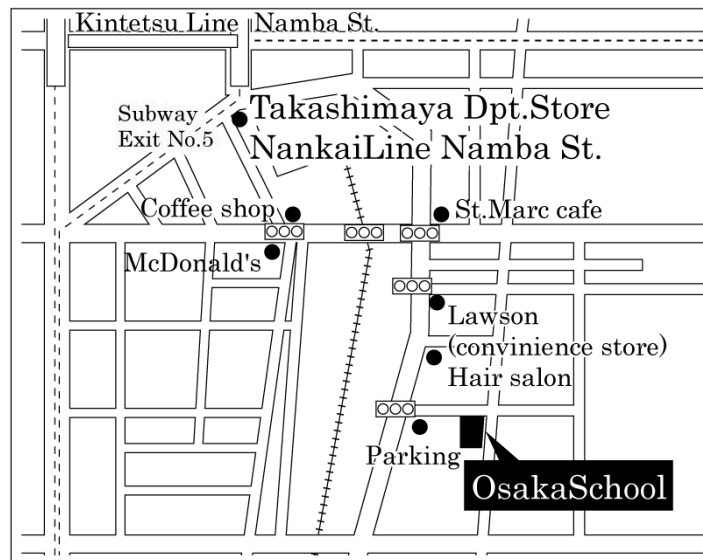 Kintetsu Line Namba St.
Subway
Exit No.5
Takashimaya Dpt.Store
NankaiLine Namba St.
Coffee shop
St.Marc cafe
McDonald's
Lawson
(convinience store)
Hair salon
Parking
OsakaSchool